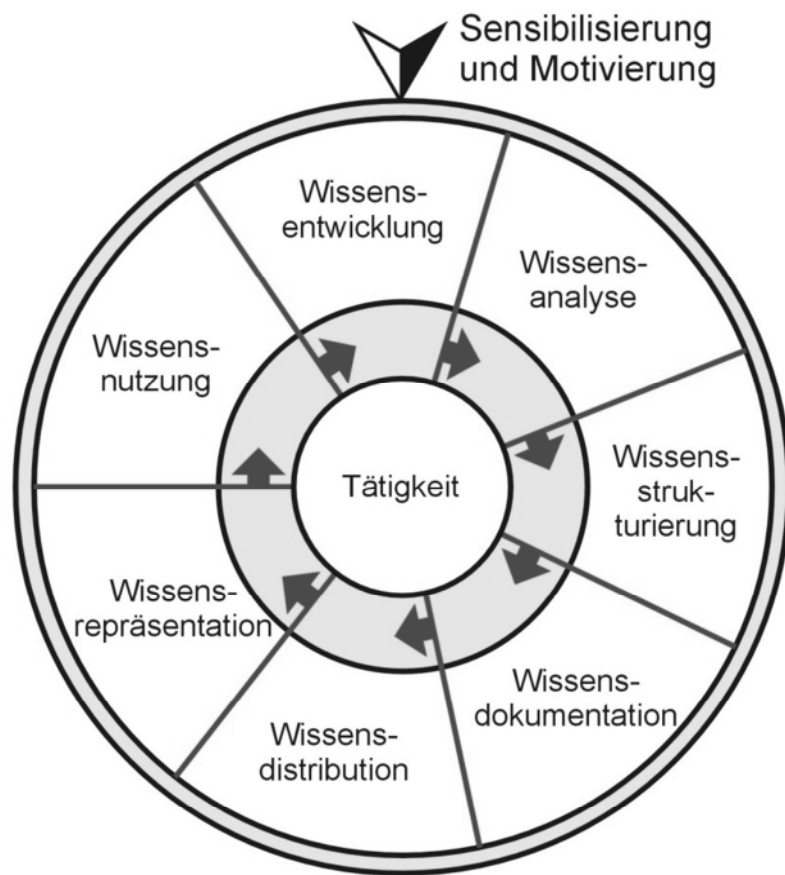 Sensibilisierung
und Motivierung
Wissens-
entwicklung
Wissens-
analyse
Wissens-
nutzung
Tätigkeit
Wissens-
struk-
turierung
Wissens-
repräsentation
Wissens-
dokumentation
Wissens-
distribution